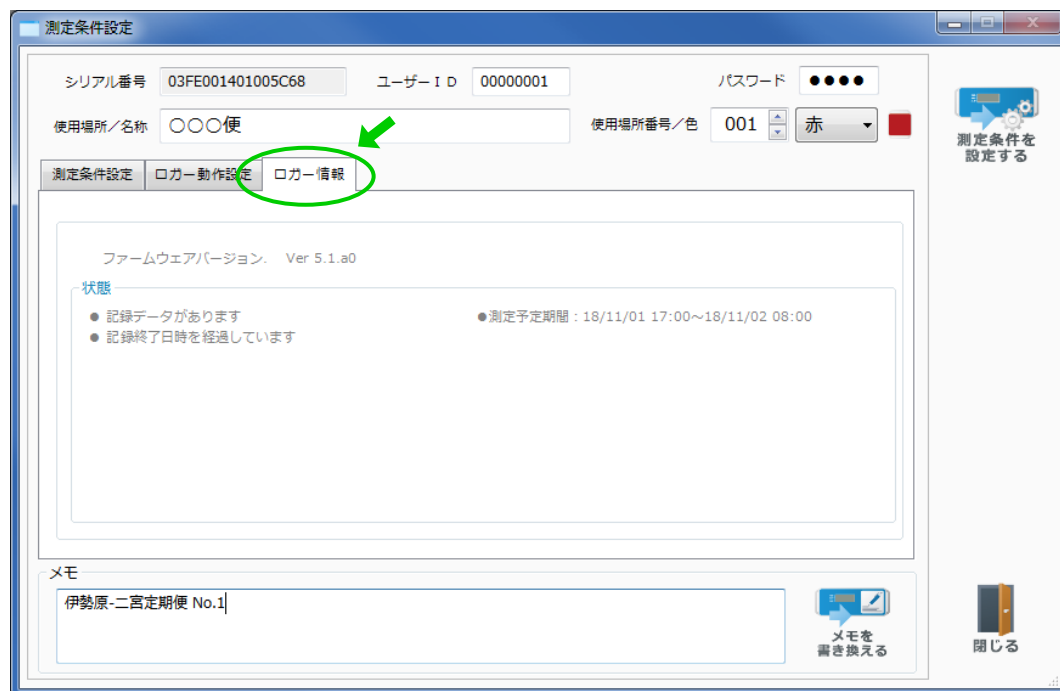 測定条件設定
シリアル番号 03FE001401005C68 ユーザーＩＤ 00000001 パスワード ●●●●
使用場所／名称 〇〇〇便 使用場所番号／色 001 赤
測定条件を
設定する
測定条件設定 ロガー動作設定 ロガー情報
ファームウェアバージョン. Ver 5.1.a0
状態
● 記録データがあります ●測定予定期間：18/11/01 17:00～18/11/02 08:00
● 記録終了日時を経過しています
メモ
伊勢原-二宮定期便 No.1
メモを
書き換える
閉じる